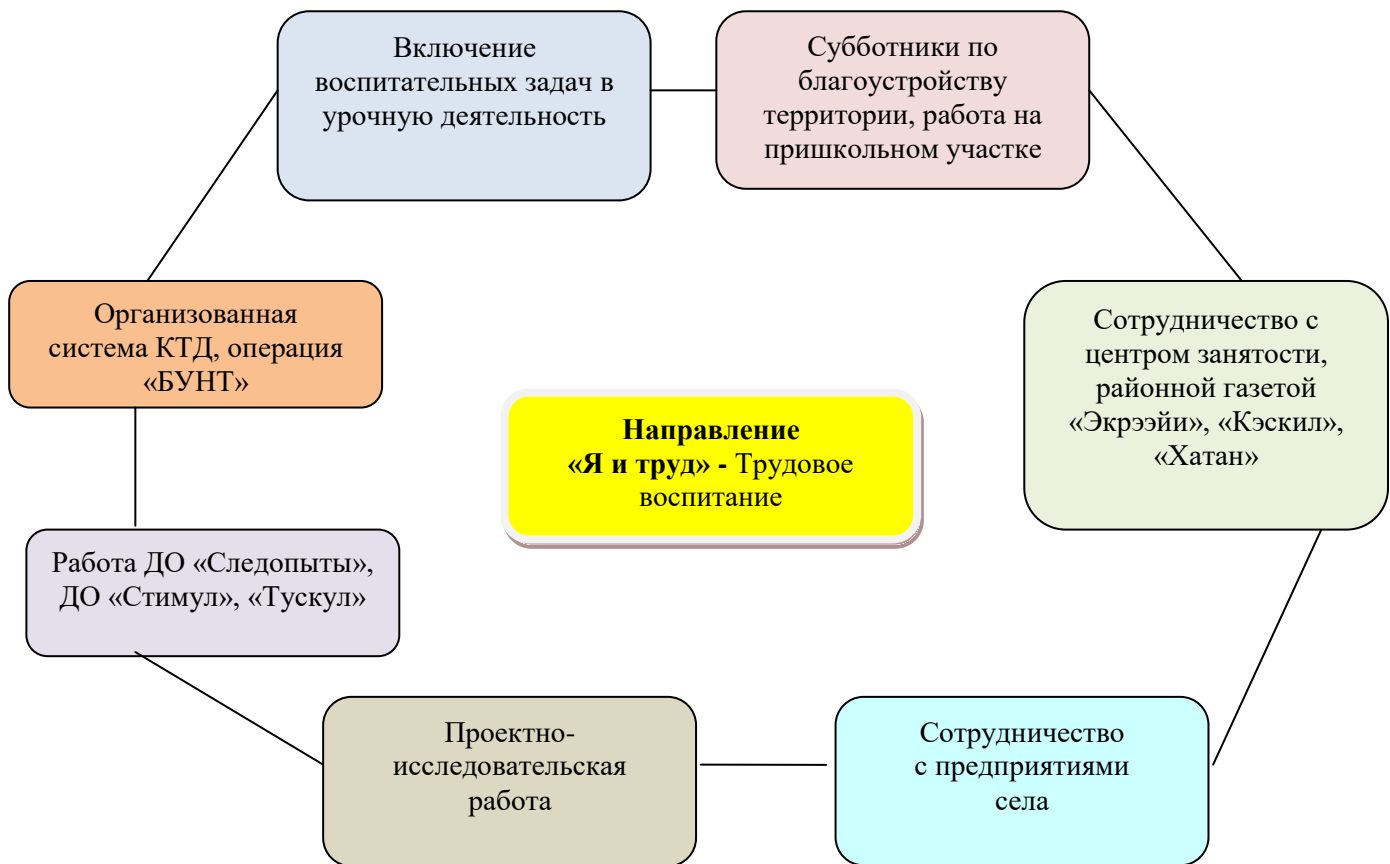 Включение
воспитательных задач в
урочную деятельность
Субботники по
благоустройству
территории, работа на
пришкольном участке
Организованная
система КТД, операция
«БУНТ»
Сотрудничество с
центром занятости,
районной газетой
«Экрээйи», «Кэскил»,
«Хатан»
Направление
«Я и труд» - Трудовое
воспитание
Работа ДО «Следопыты»,
ДО «Стимул», «Тускул»
Проектно-
исследовательская
работа
Сотрудничество
с предприятиями
села